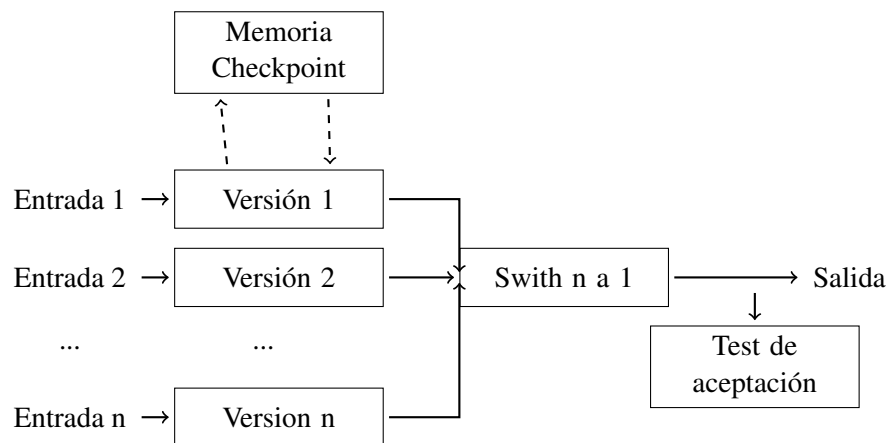 Memoria
Checkpoint
Entrada 1
Versión 1
Entrada 2
Versión 2
Swith n a 1
Salida
...
...
Test de
aceptación
Entrada n
Version n